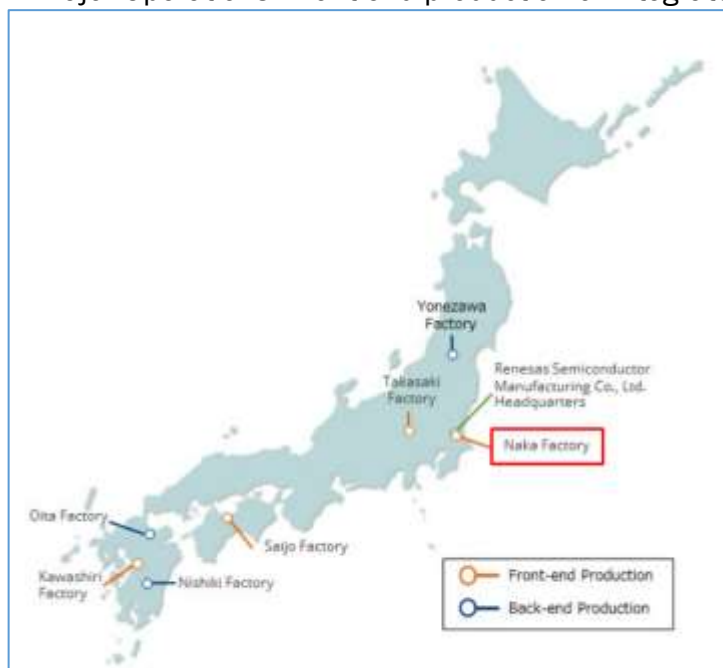 Yonezawa
Factory
Takasaki
Factory
Renesas Semiconductor
Manufacturing Co., Ltd.
Headquarters
Naka Factory
Oita Factory
Saijo Factory
Kawashiri
Factory
Nishiki Factory
Front-end Production
Back-end Production